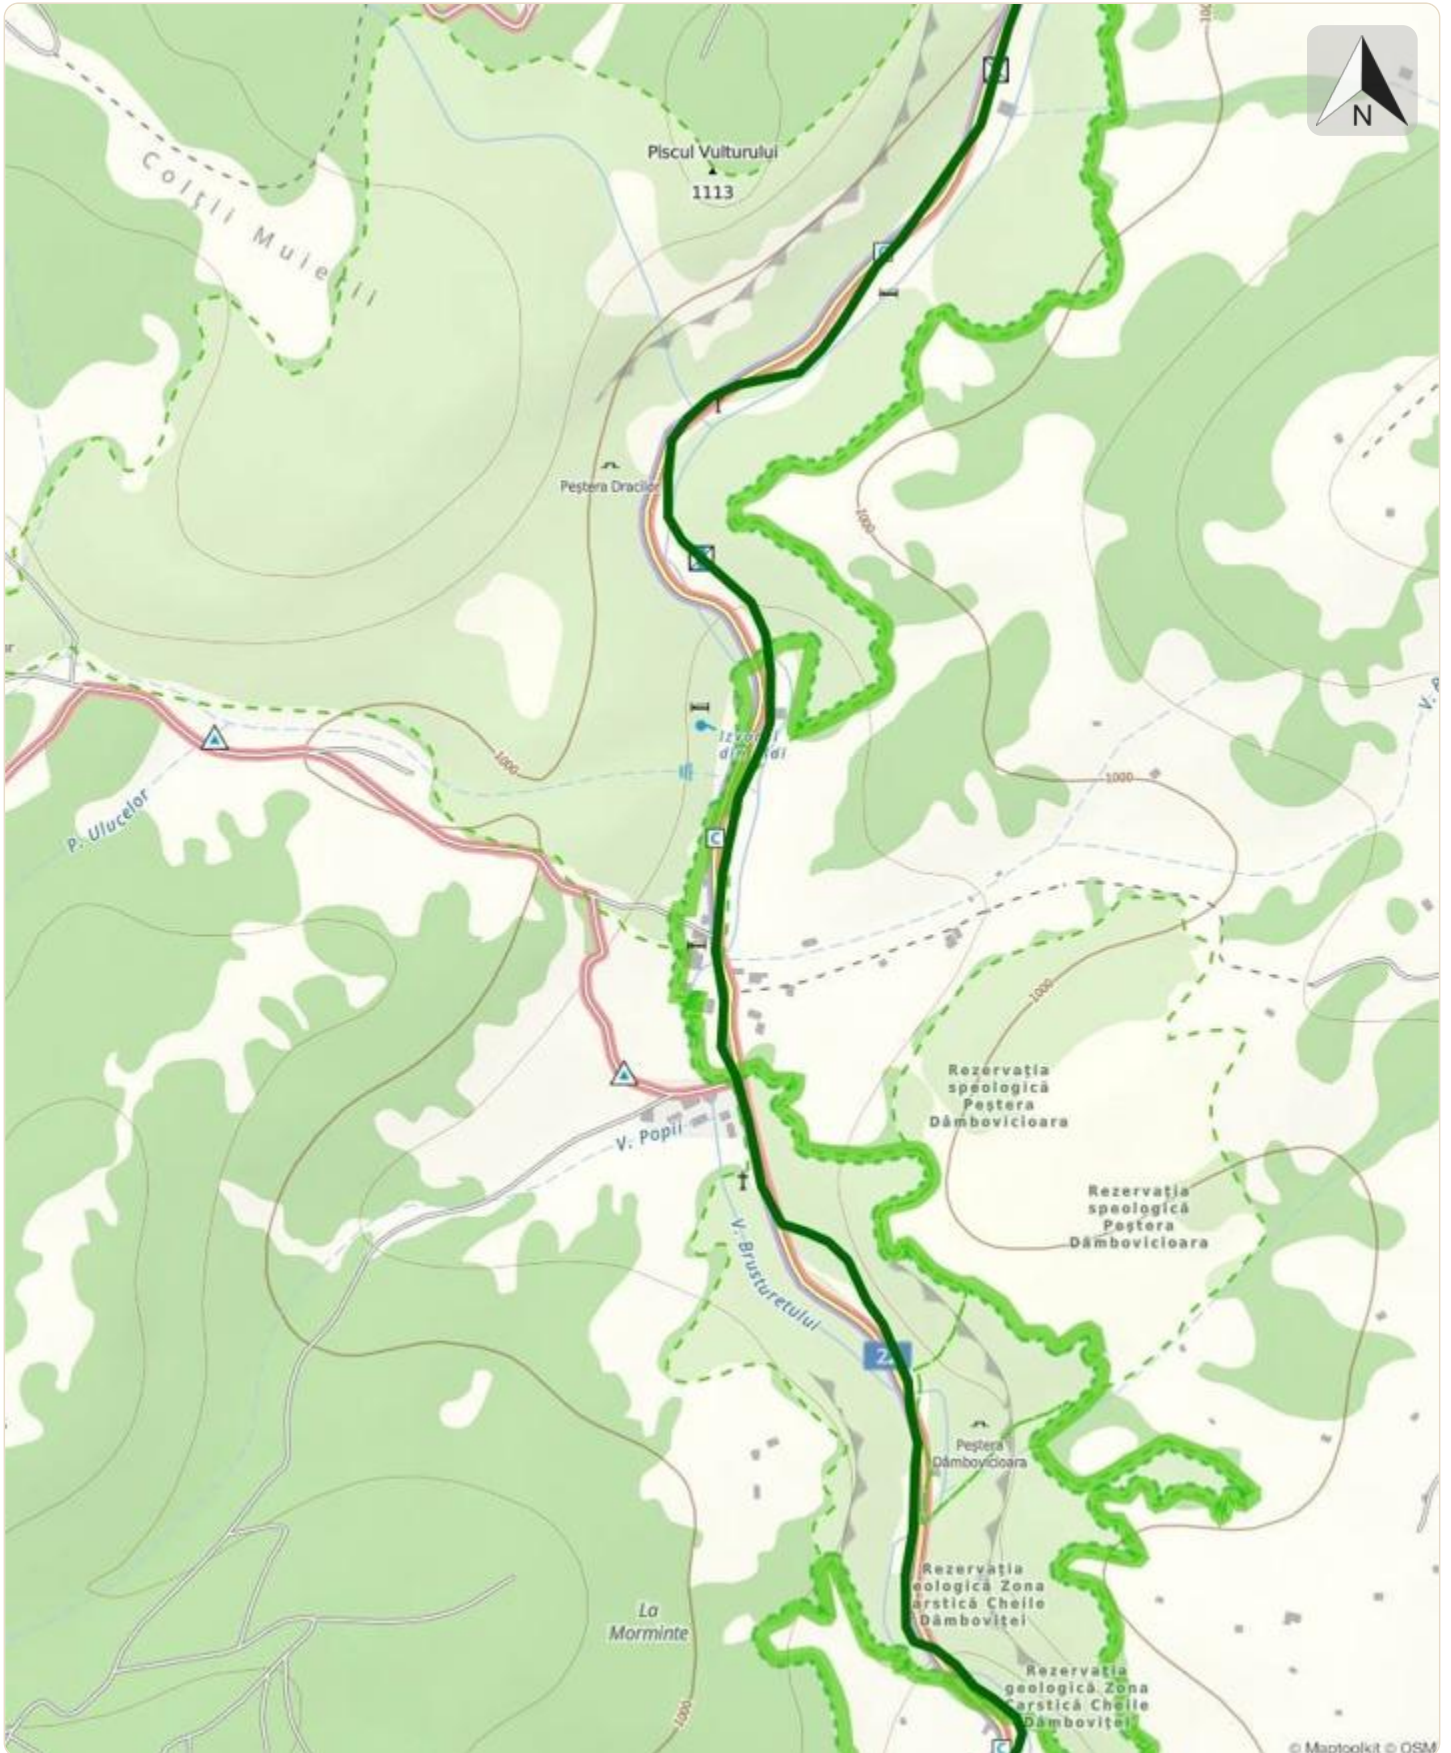 N
Piscul Vulturului
1113
Colții Muierii
Peștera Dracilor
1000
1000
1000
P. Ulucelor
C
1000
Rezervația
speologică
Peștera
Dâmbovicioara
V. Popii
Rezervația
speologică
Peștera
Dâmbovicioara
V. Brusturetului
Peștera
Dâmbovicioara
Rezervația
Zona
Cheile
Dâmboviței
La
Morminte
Rezervația
geologică Zona
Carstică Cheile
Dâmboviței
1000
C
© Maptoolkit © OSM